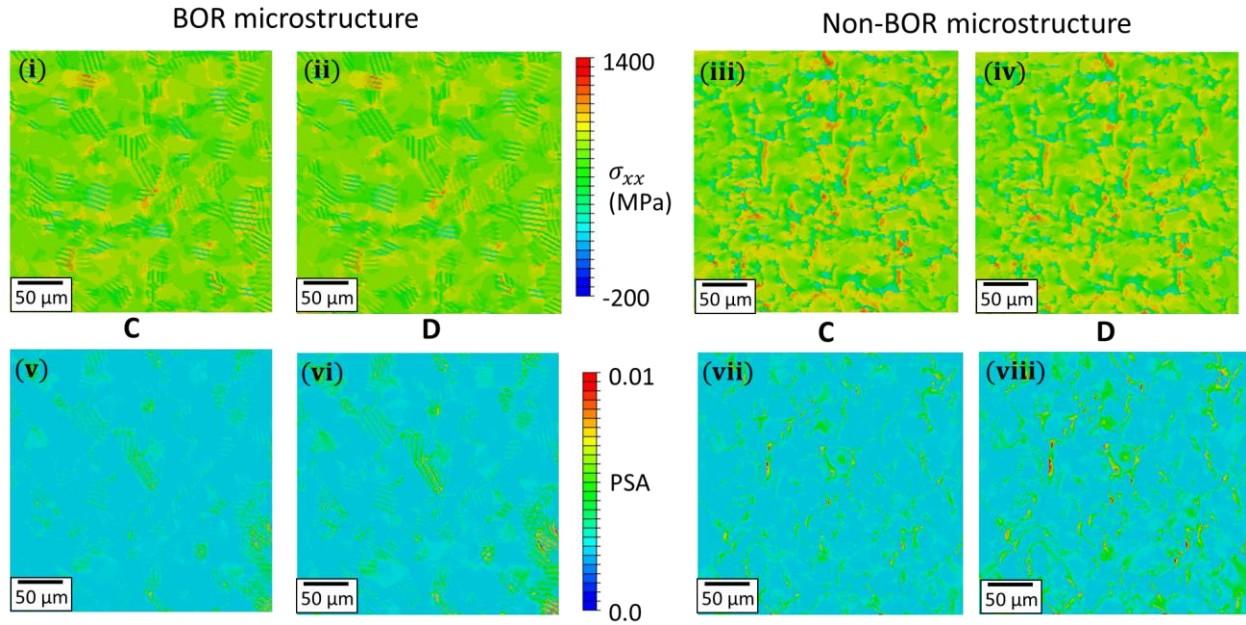 BOR microstructure
Non-BOR microstructure
(i)
(ii)
1400
σxx
(MPa)
-200
(iii)
(iv)
50 μm
50 μm
50 μm
50 μm
C
D
C
D
(v)
(vi)
0.01
PSA
0.0
(vii)
(viii)
50 μm
50 μm
50 μm
50 μm